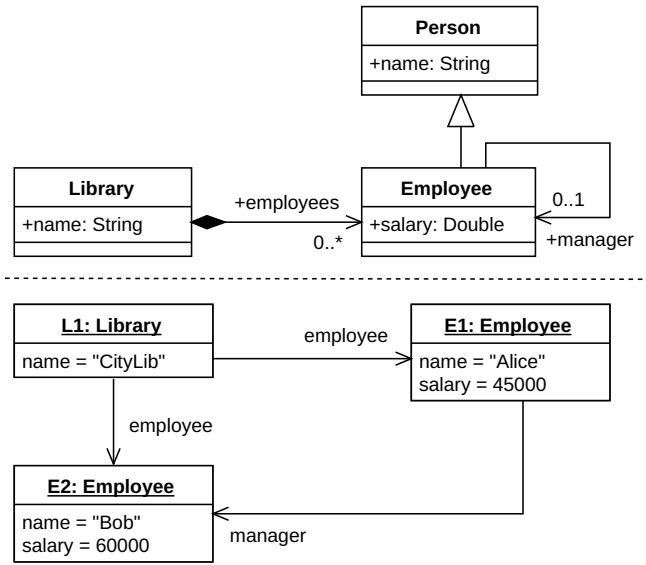 Person
+name: String
Library
+name: String
+employees
0..*
Employee
+salary: Double
0..1
+manager
L1: Library
name = "CityLib"
employee
E1: Employee
name = "Alice"
salary = 45000
employee
E2: Employee
name = "Bob"
salary = 60000
manager